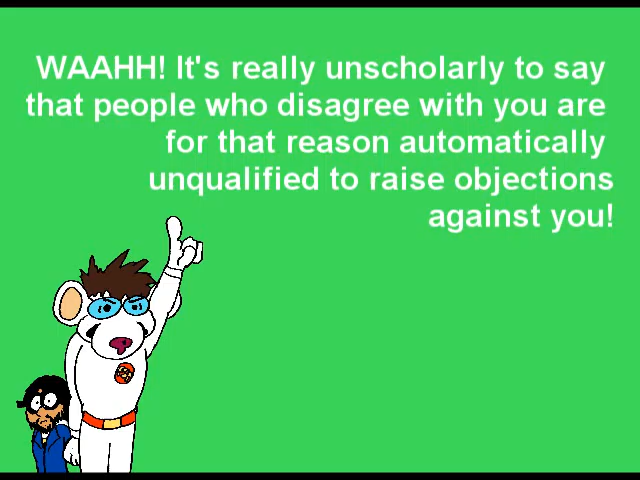 WAAHH! It's really unscholarly to say
that people who disagree with you are
for that reason automatically
unqualified to raise objections
against you!